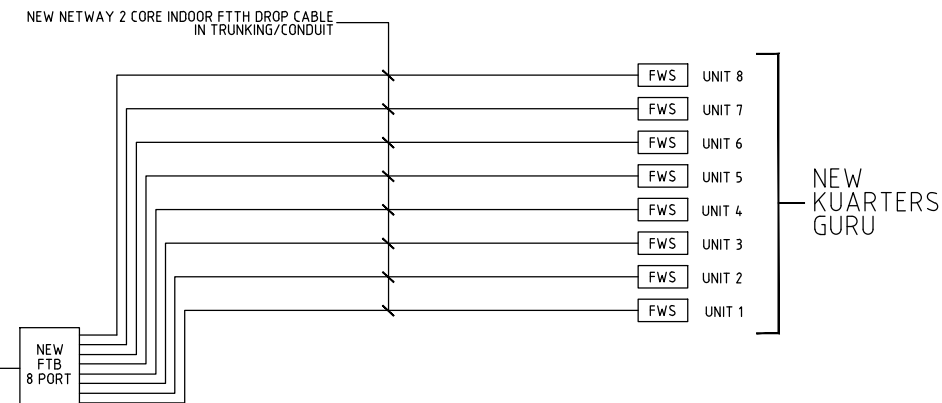 NEW NETWAY 2 CORE INDOOR FTTH DROP CABLE
IN TRUNKING/CONDUIT
FWS UNIT 8
FWS UNIT 7
FWS UNIT 6
FWS UNIT 5
FWS UNIT 4
FWS UNIT 3
FWS UNIT 2
FWS UNIT 1
NEW
KUARTERS
GURU
NEW
FTB
8 PORT